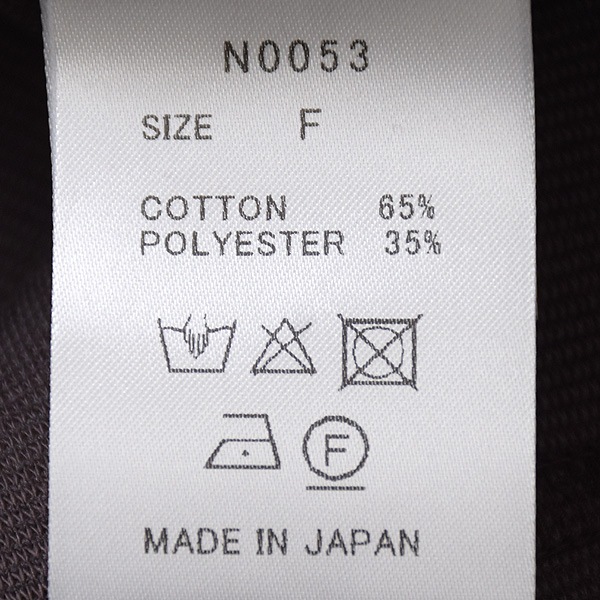 N0053
SIZE F
COTTON 65%
POLYESTER 35%
F
MADE IN JAPAN